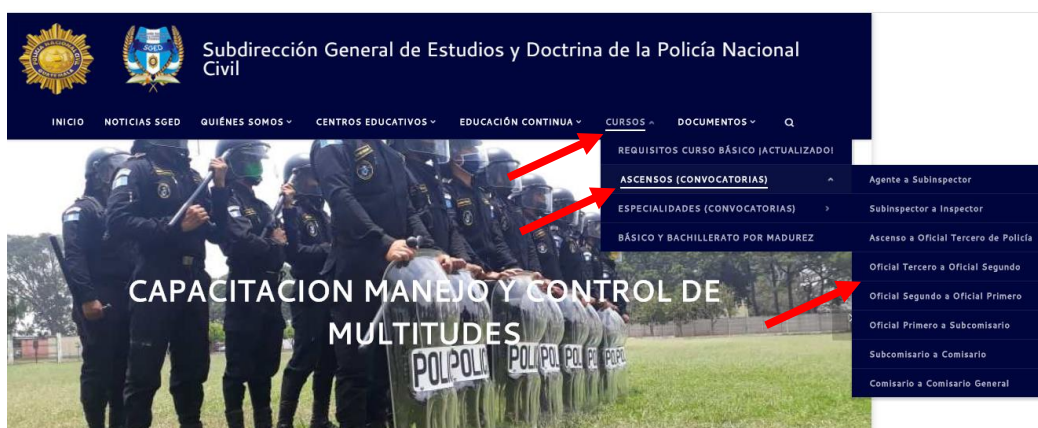 SGED
Subdirección General de Estudios y Doctrina de la Policía Nacional
Civil
INICIO NOTICIAS SGED QUIÉNES SOMOS CENTROS EDUCATIVOS EDUCACIÓN CONTINUA CURSOS DOCUMENTOS
REQUISITOS CURSO BÁSICO ¡ACTUALIZADO!
ASCENSOS (CONVOCATORIAS)
ESPECIALIDADES (CONVOCATORIAS)
BÁSICO Y BACHILLERATO POR MADUREZ
Agente a Subinspector
Subinspector a Inspector
Ascenso a Oficial Tercero de Policía
Oficial Tercero a Oficial Segundo
Oficial Segundo a Oficial Primero
Oficial Primero a Subcomisario
Subcomisario a Comisario
Comisario a Comisario General
CAPACITACION MANEJO Y CONTROL DE
MULTITUDES